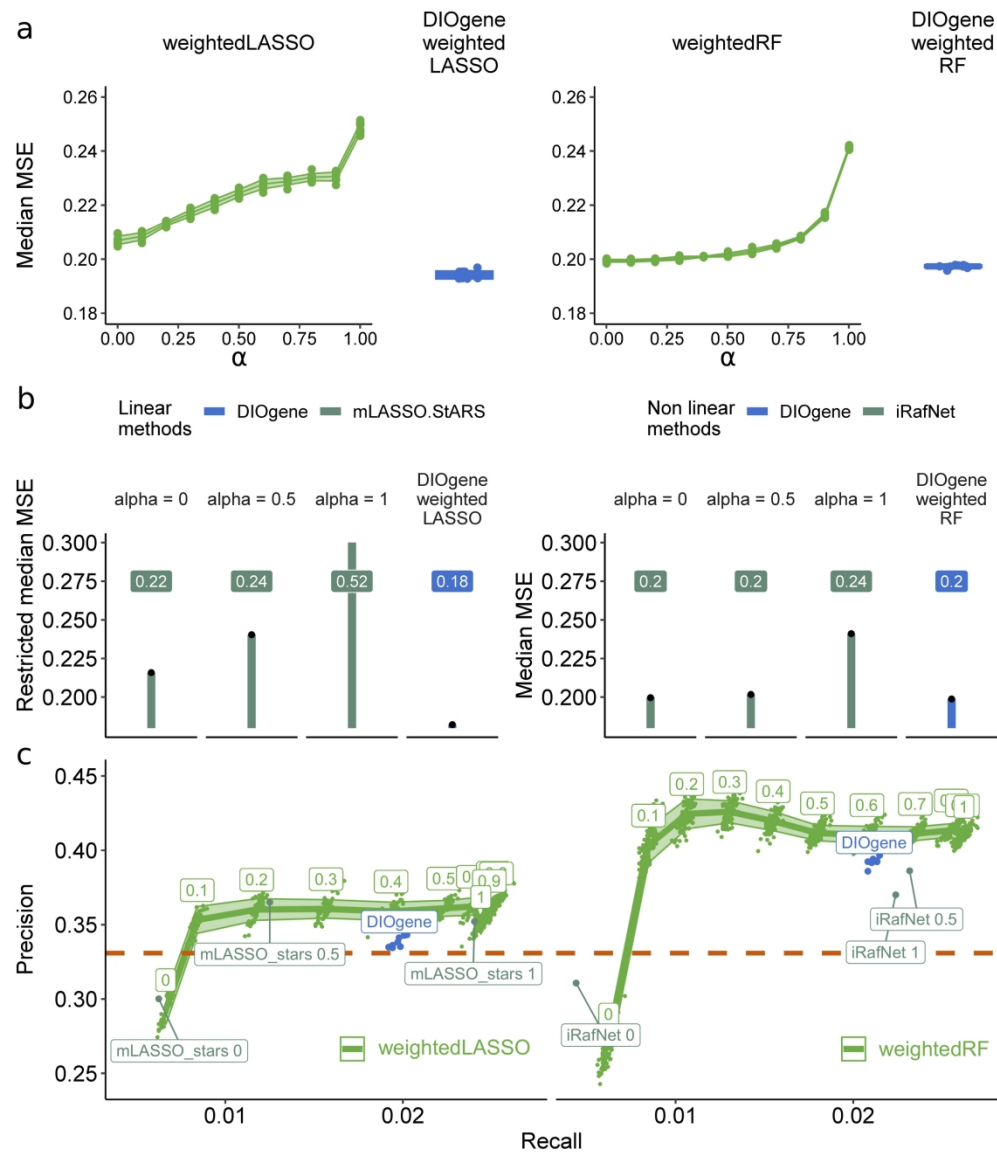 a
weightedLASSO
DIOgene
weighted
LASSO
weightedRF
DIOgene
weighted
RF
Median MSE
0.26
0.24
0.22
0.20
0.18
0.00
0.25
0.50
0.75
1.00
α
0.26
0.24
0.22
0.20
0.18
0.00
0.25
0.50
0.75
1.00
α
b
Linear
methods
DIOgene
mLASSO.StARS
Non linear
methods
DIOgene
iRafNet
Restricted median MSE
alpha = 0
alpha = 0.5
alpha = 1
DIOgene
weighted
LASSO
0.300
0.275
0.250
0.225
0.200
0.22
0.24
0.52
0.18
Median MSE
alpha = 0
alpha = 0.5
alpha = 1
DIOgene
weighted
RF
0.300
0.275
0.250
0.225
0.200
0.2
0.2
0.24
0.2
c
Precision
0.45
0.40
0.35
0.30
0.25
0
0.1
0.2
0.3
0.4
0.5
0.9
1
DIOgene
mLASSO_stars 0.5
mLASSO_stars 1
mLASSO_stars 0
weightedLASSO
0.01
0.02
0
0.1
0.2
0.3
0.4
0.5
0.6
0.7
1
DIOgene
iRafNet 0.5
iRafNet 1
iRafNet 0
weightedRF
0.01
0.02
Recall